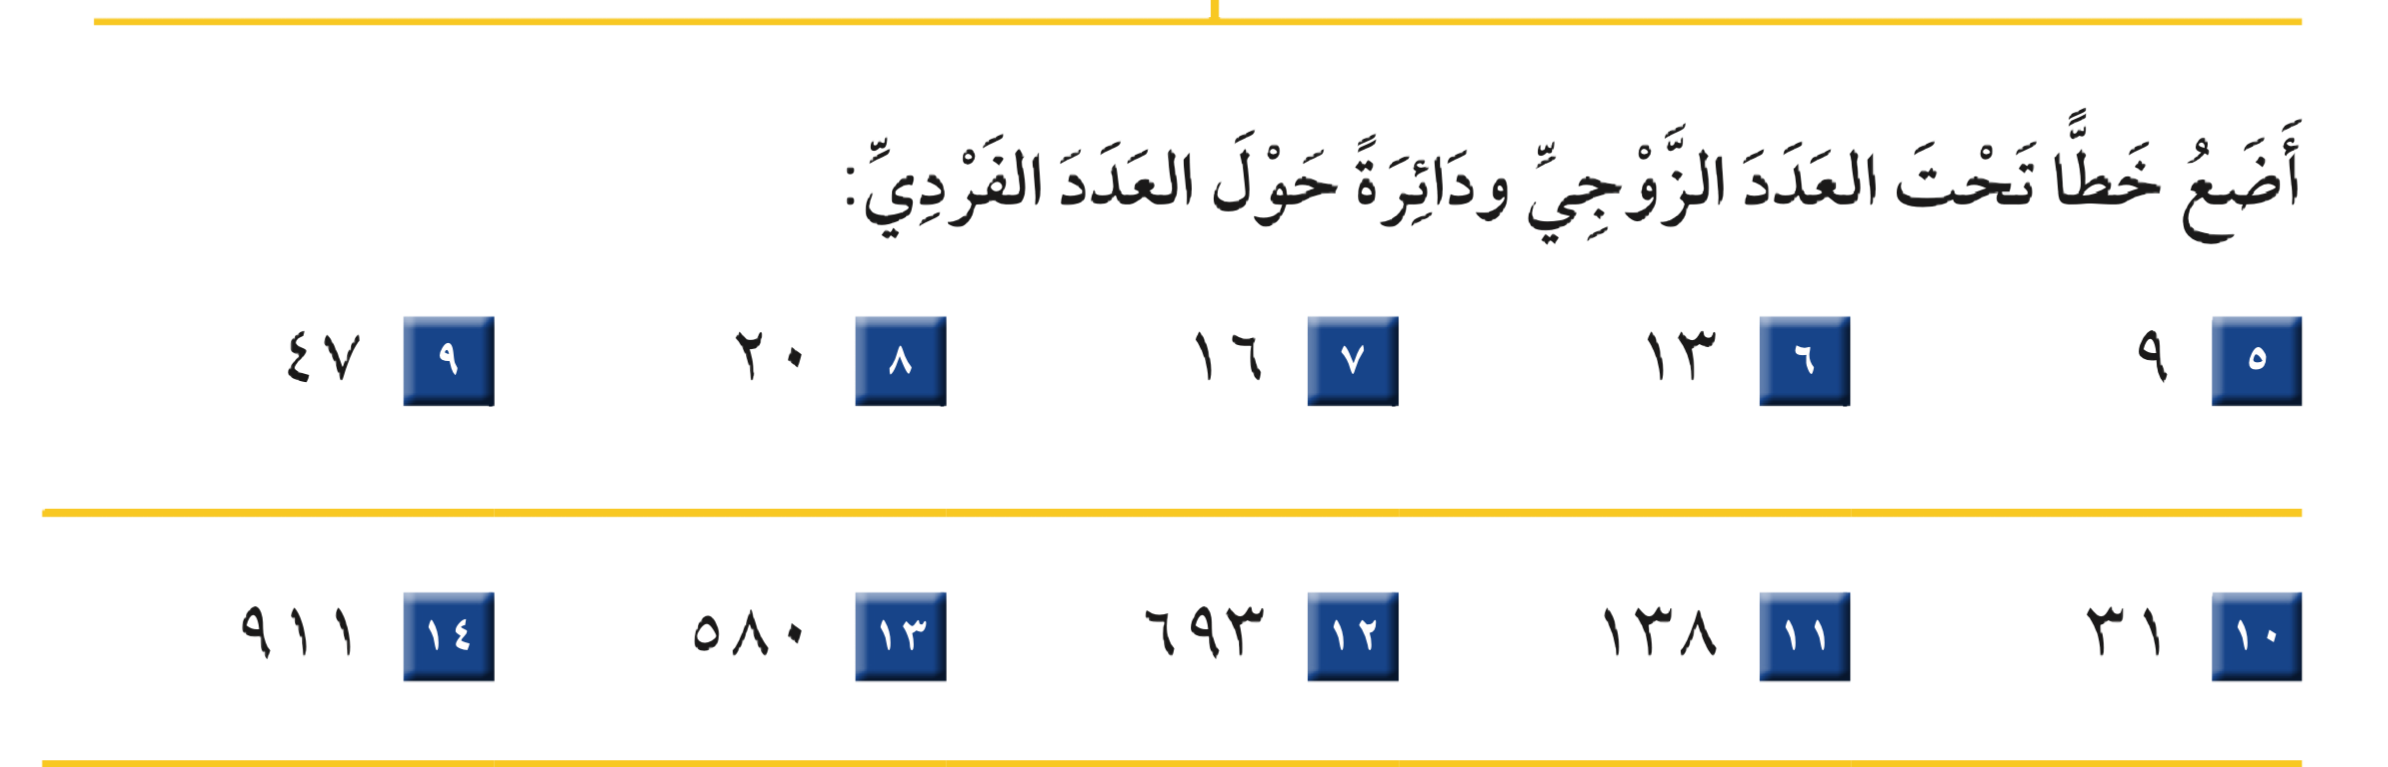 أَضَعُ خَطًّا تَحْتَ العَدَدَ الزَّوْجِيِّ ودَائِرَةً حَوْلَ العَدَدَ الفَرْدِيِّ:
٥ ٩ ٦ ١٣ ٧ ١٦ ٨ ٢٠ ٩ ٤٧
١٠ ٣١ ١١ ١٣٨ ١٢ ٦٩٣ ١٣ ٥٨٠ ١٤ ٩١١